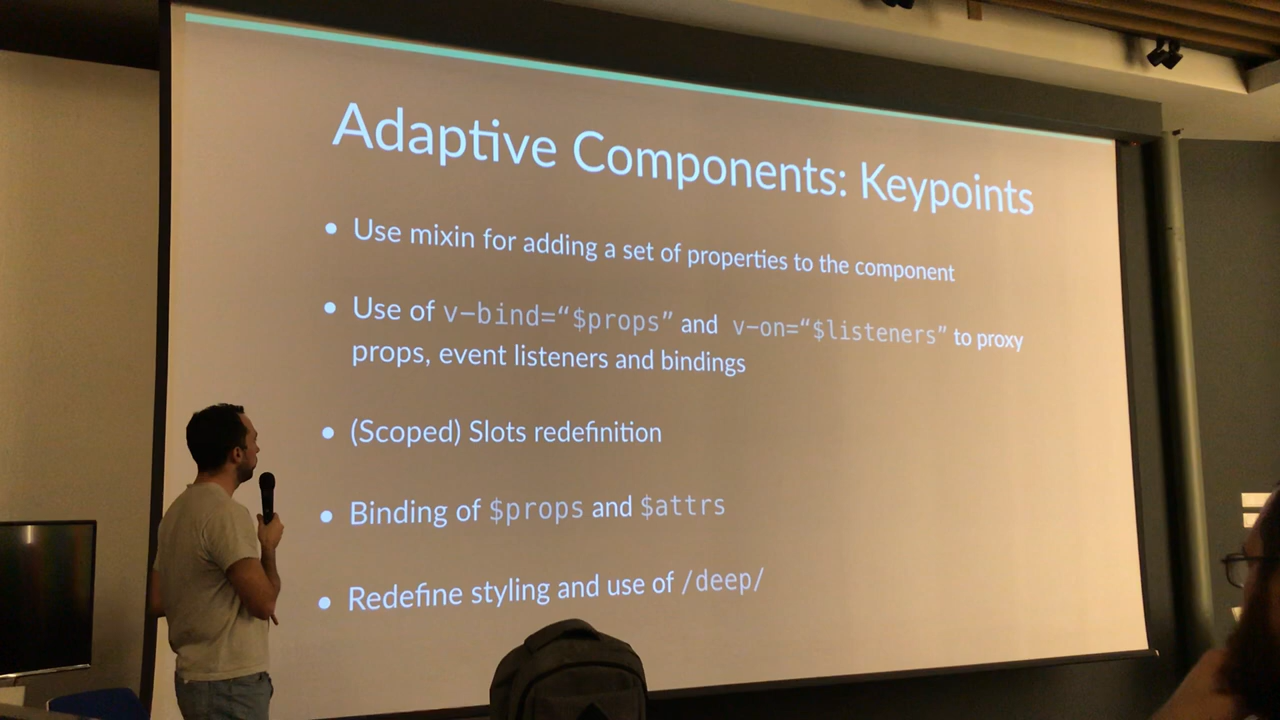 Adaptive Components: Keypoints
• Use mixin for adding a set of properties to the component
• Use of v-bind=“$props” and v-on=“$listeners” to proxy
props, event listeners and bindings
• (Scoped) Slots redefinition
• Binding of $props and $attrs
• Redefine styling and use of /deep/